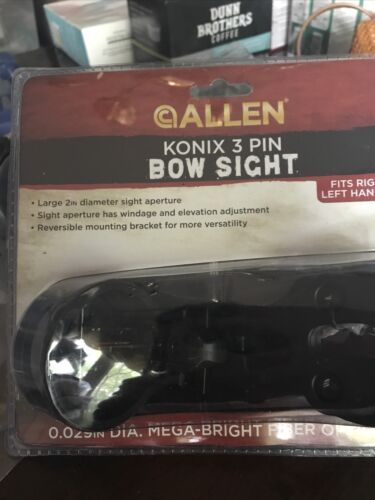 DUNN
BROTHERS
COFFEE
ALLEN®
KONIX 3 PIN
BOW SIGHT
FITS RIG
LEFT HAN
• Large 2IN diameter sight aperture
• Sight aperture has windage and elevation adjustment
• Reversible mounting bracket for more versatility
0.029IN DIA. MEGA-BRIGHT FIBER OP